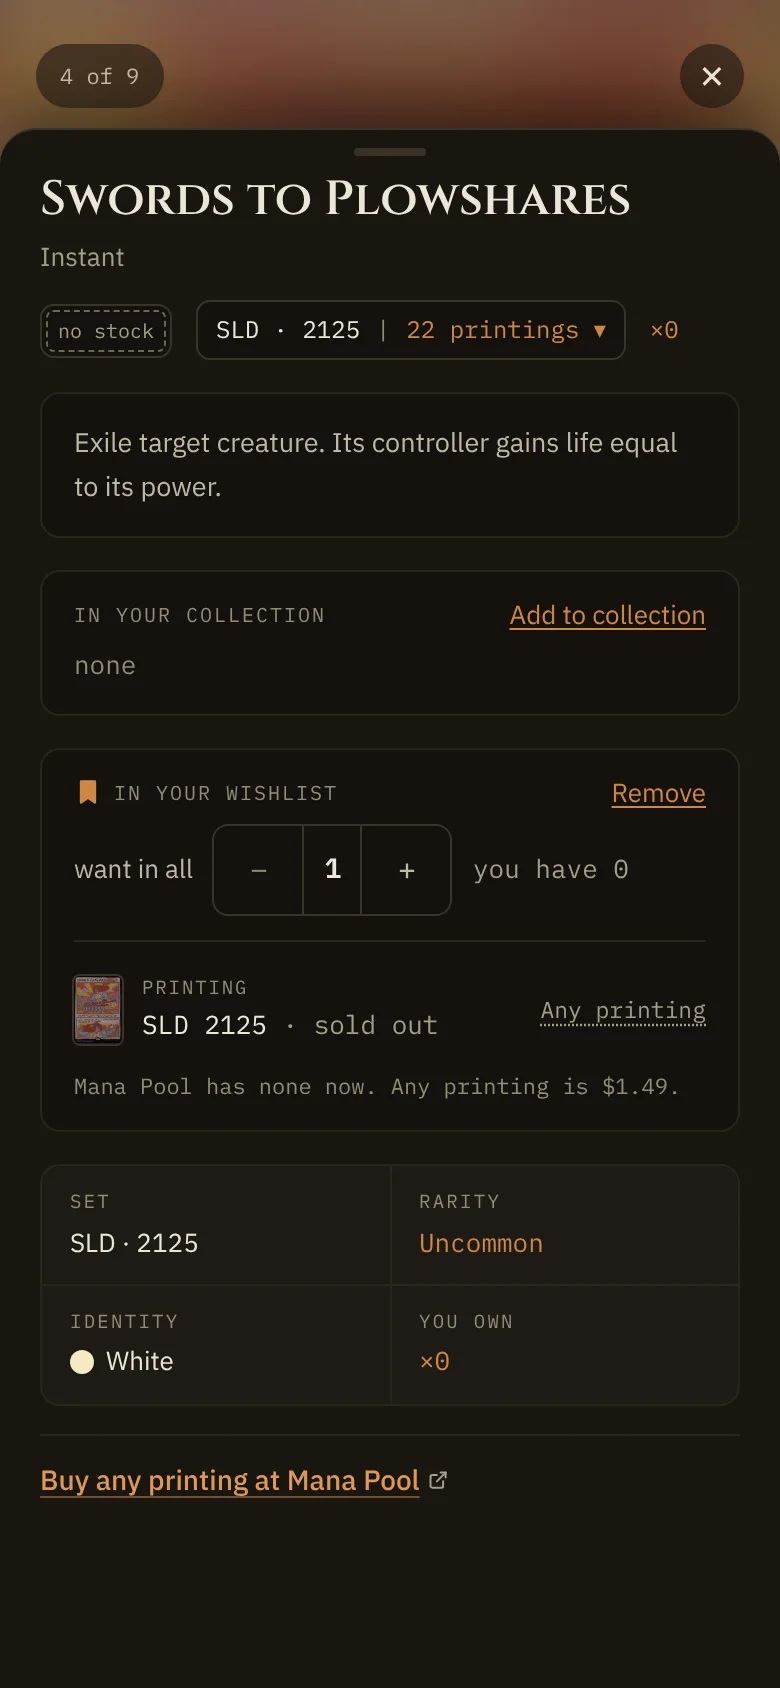 4 of 9 ✕
Swords to Plowshares
Instant
no stock SLD · 2125 | 22 printings ▼ ×0
Exile target creature. Its controller gains life equal
to its power.
IN YOUR COLLECTION Add to collection
none
IN YOUR WISHLIST Remove
want in all − 1 + you have 0
PRINTING
SLD 2125 · sold out Any printing
Mana Pool has none now. Any printing is $1.49.
SET RARITY
SLD · 2125 Uncommon
IDENTITY YOU OWN
White ×0
Buy any printing at Mana Pool